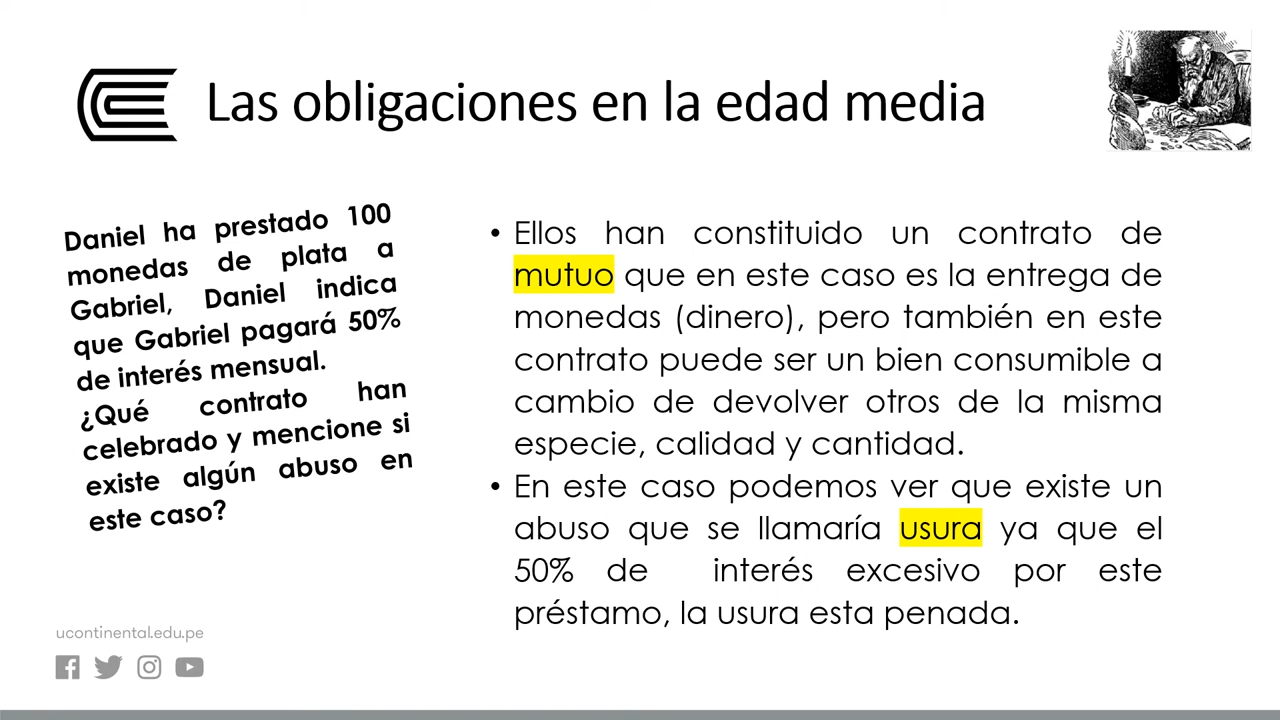 Las obligaciones en la edad media
Daniel ha prestado 100
monedas de plata a
Gabriel, Daniel indica
que Gabriel pagará 50%
de interés mensual.
¿Qué contrato han
celebrado y mencione si
existe algún abuso en
este caso?
• Ellos han constituido un contrato de
mutuo que en este caso es la entrega de
monedas (dinero), pero también en este
contrato puede ser un bien consumible a
cambio de devolver otros de la misma
especie, calidad y cantidad.
• En este caso podemos ver que existe un
abuso que se llamaría usura ya que el
50% de interés excesivo por este
préstamo, la usura esta penada.
ucontinental.edu.pe